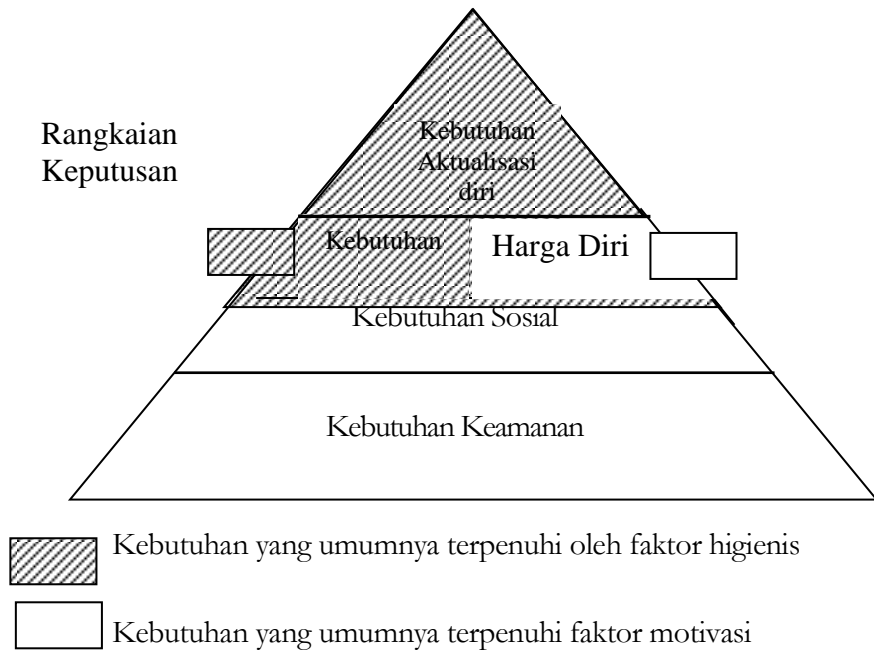 Rangkaian
Keputusan
Kebutuhan
Aktualisasi
diri
Kebutuhan Harga Diri
Kebutuhan Sosial
Kebutuhan Keamanan
Kebutuhan yang umumnya terpenuhi oleh faktor higienis
Kebutuhan yang umumnya terpenuhi faktor motivasi